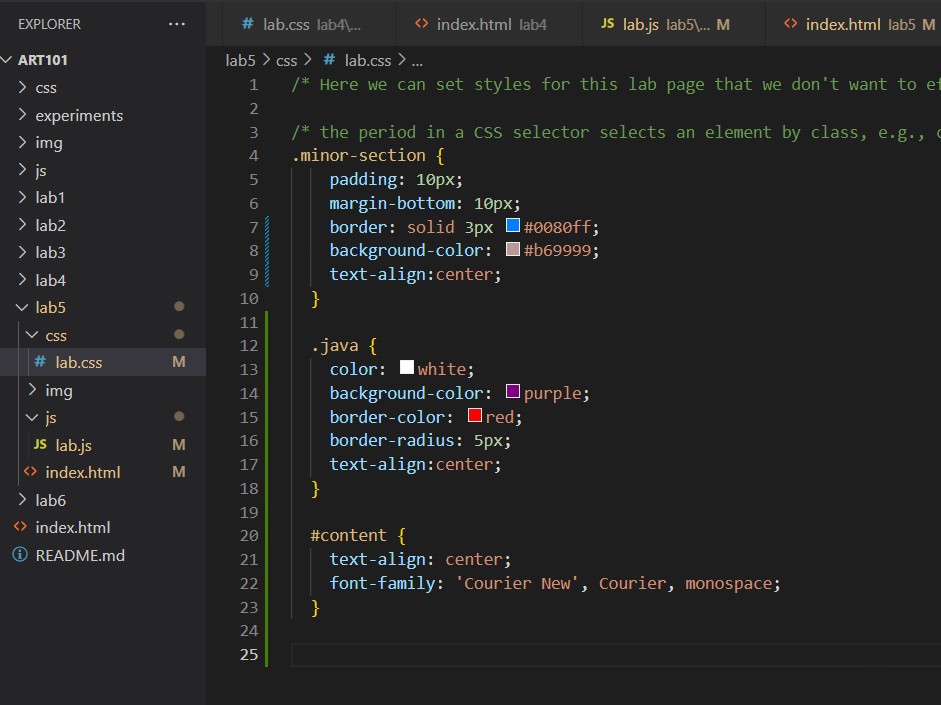 EXPLORER ...
ART101
css
experiments
img
js
lab1
lab2
lab3
lab4
lab5
css
# lab.css M
img
js
JS lab.js M
<> index.html M
lab6
<> index.html
README.md
# lab.css lab4\... <> index.html lab4 JS lab.js lab5\... M <> index.html lab5 M
lab5 > css > # lab.css > ...
1 /* Here we can set styles for this lab page that we don't want to
2
3 /* the period in a CSS selector selects an element by class, e.g.,
4 .minor-section {
5 padding: 10px;
6 margin-bottom: 10px;
7 border: solid 3px #0080ff;
8 background-color: #b69999;
9 text-align:center;
10 }
11
12 .java {
13 color: white;
14 background-color: purple;
15 border-color: red;
16 border-radius: 5px;
17 text-align:center;
18 }
19
20 #content {
21 text-align: center;
22 font-family: 'Courier New', Courier, monospace;
23 }
24
25